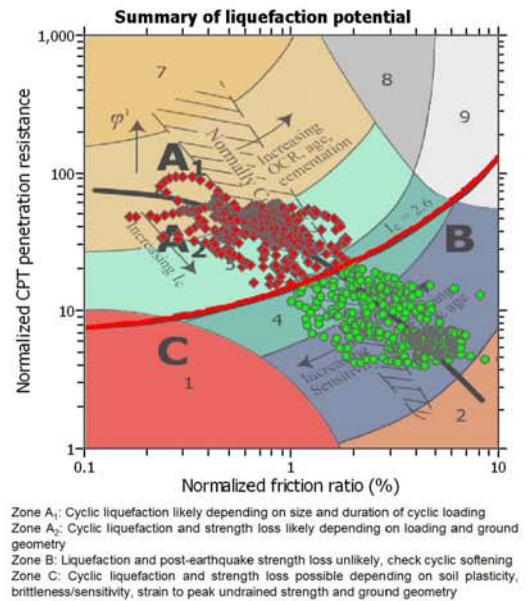 Summary of liquefaction potential
1,000
7
8
9
φ'
Increasing
OCR, age,
cementation
Normally C
A1
100
Ic = 2.6
A2
B
Increasing Ic
5
10
4
age
C
Increasing
Sensitivity
1
2
1
0.1
1
10
Normalized CPT penetration resistance
Normalized friction ratio (%)
Zone A1: Cyclic liquefaction likely depending on size and duration of cyclic loading
Zone A2: Cyclic liquefaction and strength loss likely depending on loading and ground
geometry
Zone B: Liquefaction and post-earthquake strength loss unlikely, check cyclic softening
Zone C: Cyclic liquefaction and strength loss possible depending on soil plasticity,
brittleness/sensitivity, strain to peak undrained strength and ground geometry